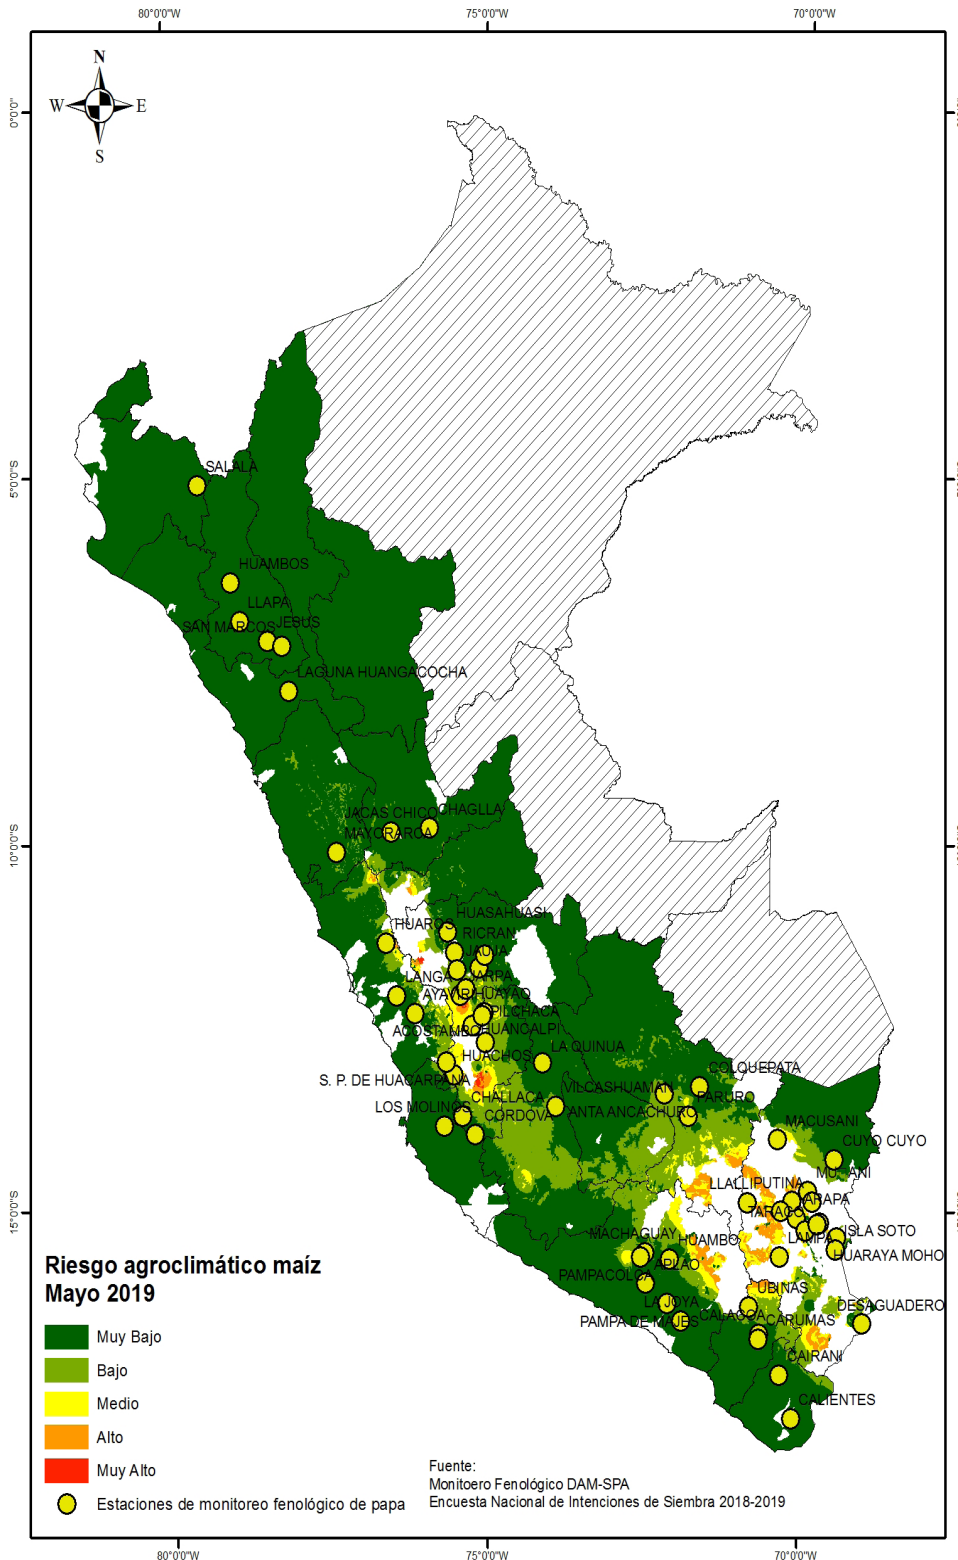 80°0'0"W
75°0'0"W
70°0'0"W
N
W
E
S
0°0'0"
5°0'0"S
10°0'0"S
15°0'0"S
SALALA
HUAMBOS
LLAPA
SAN MARCOS
JESUS
LAGUNA HUANGACOCHA
JACAS CHICO
CHAGLLA
MAYORARCA
HUASAHUASI
HUAROS
RICRAN
JAUJA
LANGA
JARPA
AYAVIRI
HUAYAO
PILCHACA
ACOSTAMBO
HUANCALPI
LA QUINUA
HUACHOS
S. P. DE HUACARPANA
COLQUEPATA
VILCASHUAMAN
PARURO
CHALLACA
LOS MOLINOS
CORDOVA
ANTA ANCACHURO
MACUSANI
CUYO CUYO
MUÑANI
LLALLI
PUTINA
ARAPA
TARACO
ISLA SOTO
MACHAGUAY
HUAMBO
LAMPA
HUARAYA MOHO
APLAO
PAMPACOLCA
UBINAS
LA JOYA
DESAGUADERO
PAMPA DE MAJES
CALACOA
CARUMAS
CAIRANI
CALIENTES
Riesgo agroclimático maíz
Mayo 2019
Muy Bajo
Bajo
Medio
Alto
Muy Alto
Estaciones de monitoreo fenológico de papa
Fuente:
Monitoero Fenológico DAM-SPA
Encuesta Nacional de Intenciones de Siembra 2018-2019
80°0'0"W
75°0'0"W
70°0'0"W